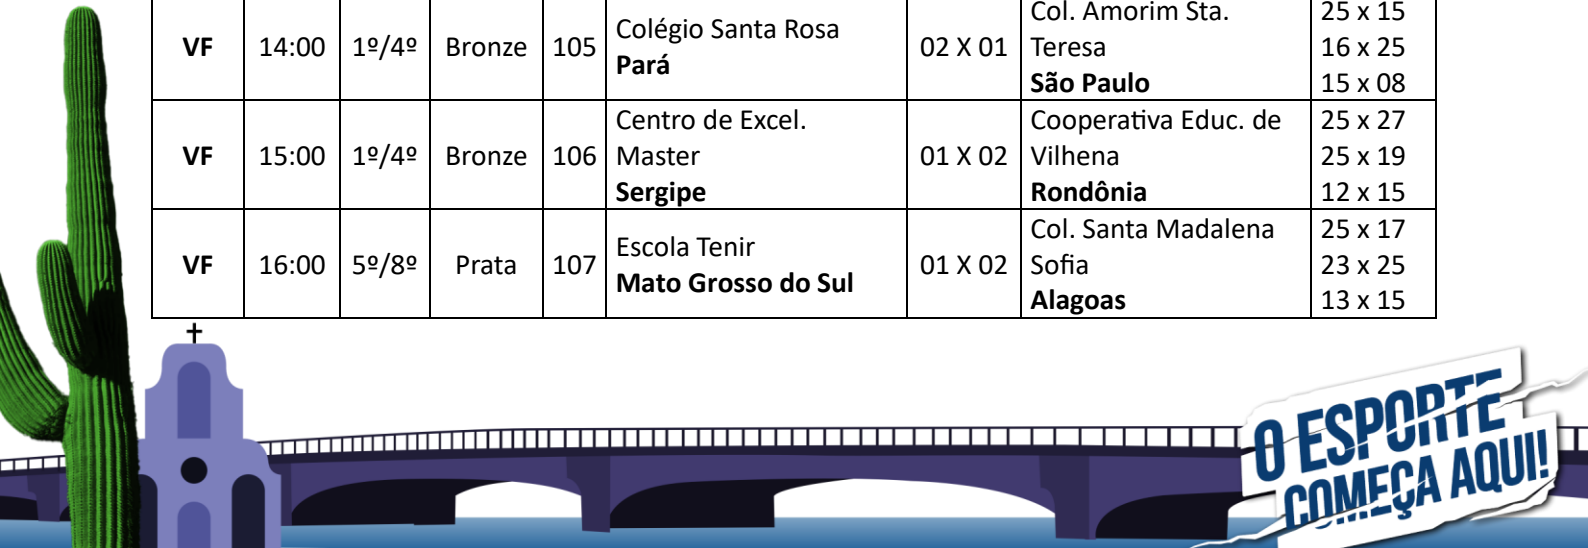 VF 14:00 1º/4º Bronze 105 Colégio Santa Rosa
Pará 02 X 01 Col. Amorim Sta.
Teresa
São Paulo 25 x 15
16 x 25
15 x 08
VF 15:00 1º/4º Bronze 106 Centro de Excel.
Master
Sergipe 01 X 02 Cooperativa Educ. de
Vilhena
Rondônia 25 x 27
25 x 19
12 x 15
VF 16:00 5º/8º Prata 107 Escola Tenir
Mato Grosso do Sul 01 X 02 Col. Santa Madalena
Sofia
Alagoas 25 x 17
23 x 25
13 x 15
O ESPORTE
COMEÇA AQUI!